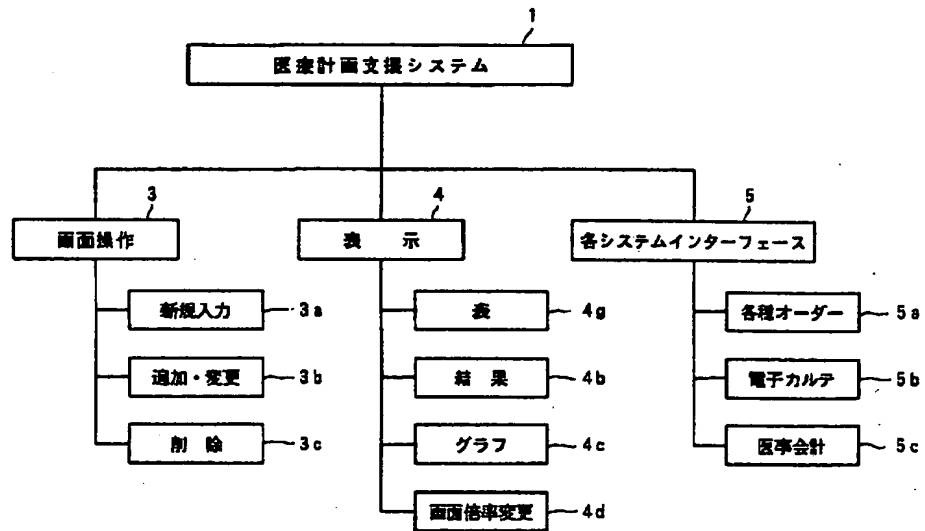 1
医療計画支援システム
3
4
5
画面操作
表 示
各システムインターフェース
新規入力
3a
表
4g
各種オーダー
5a
追加・変更
3b
結 果
4b
電子カルテ
5b
削 除
3c
グラフ
4c
医事会計
5c
画面倍率変更
4d